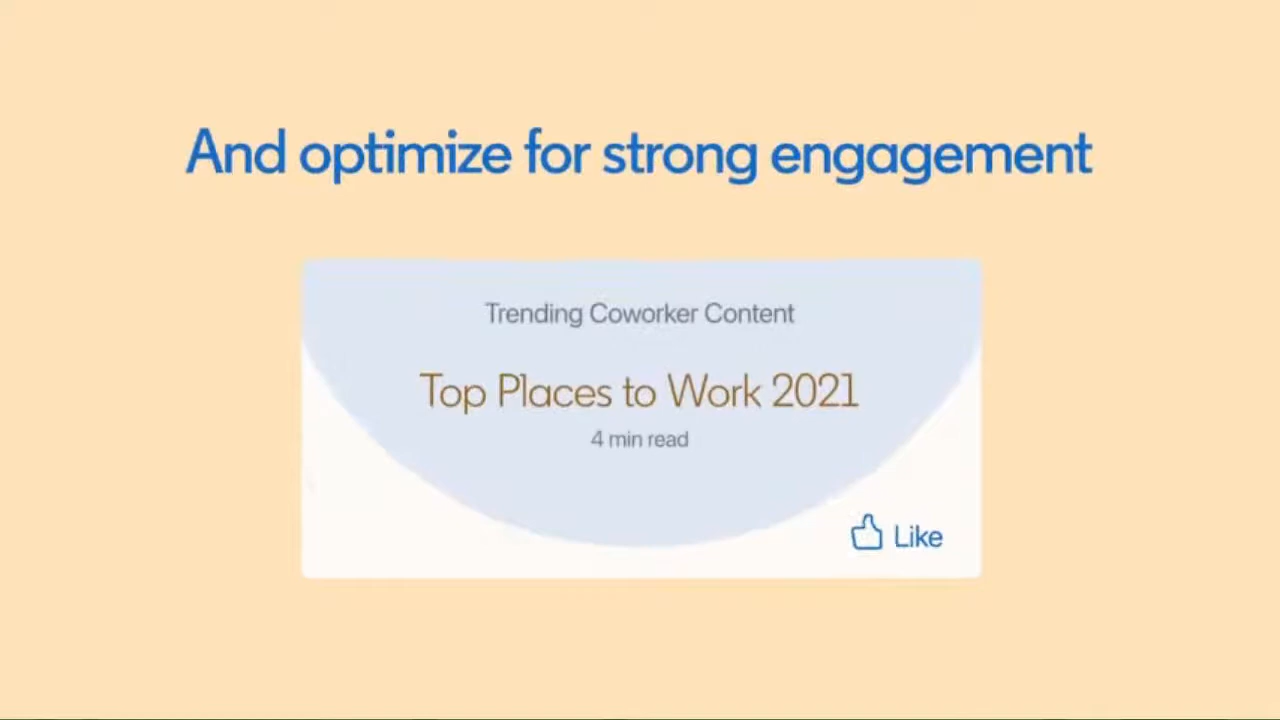 And optimize for strong engagement
Trending Coworker Content
Top Places to Work 2021
4 min read
Like